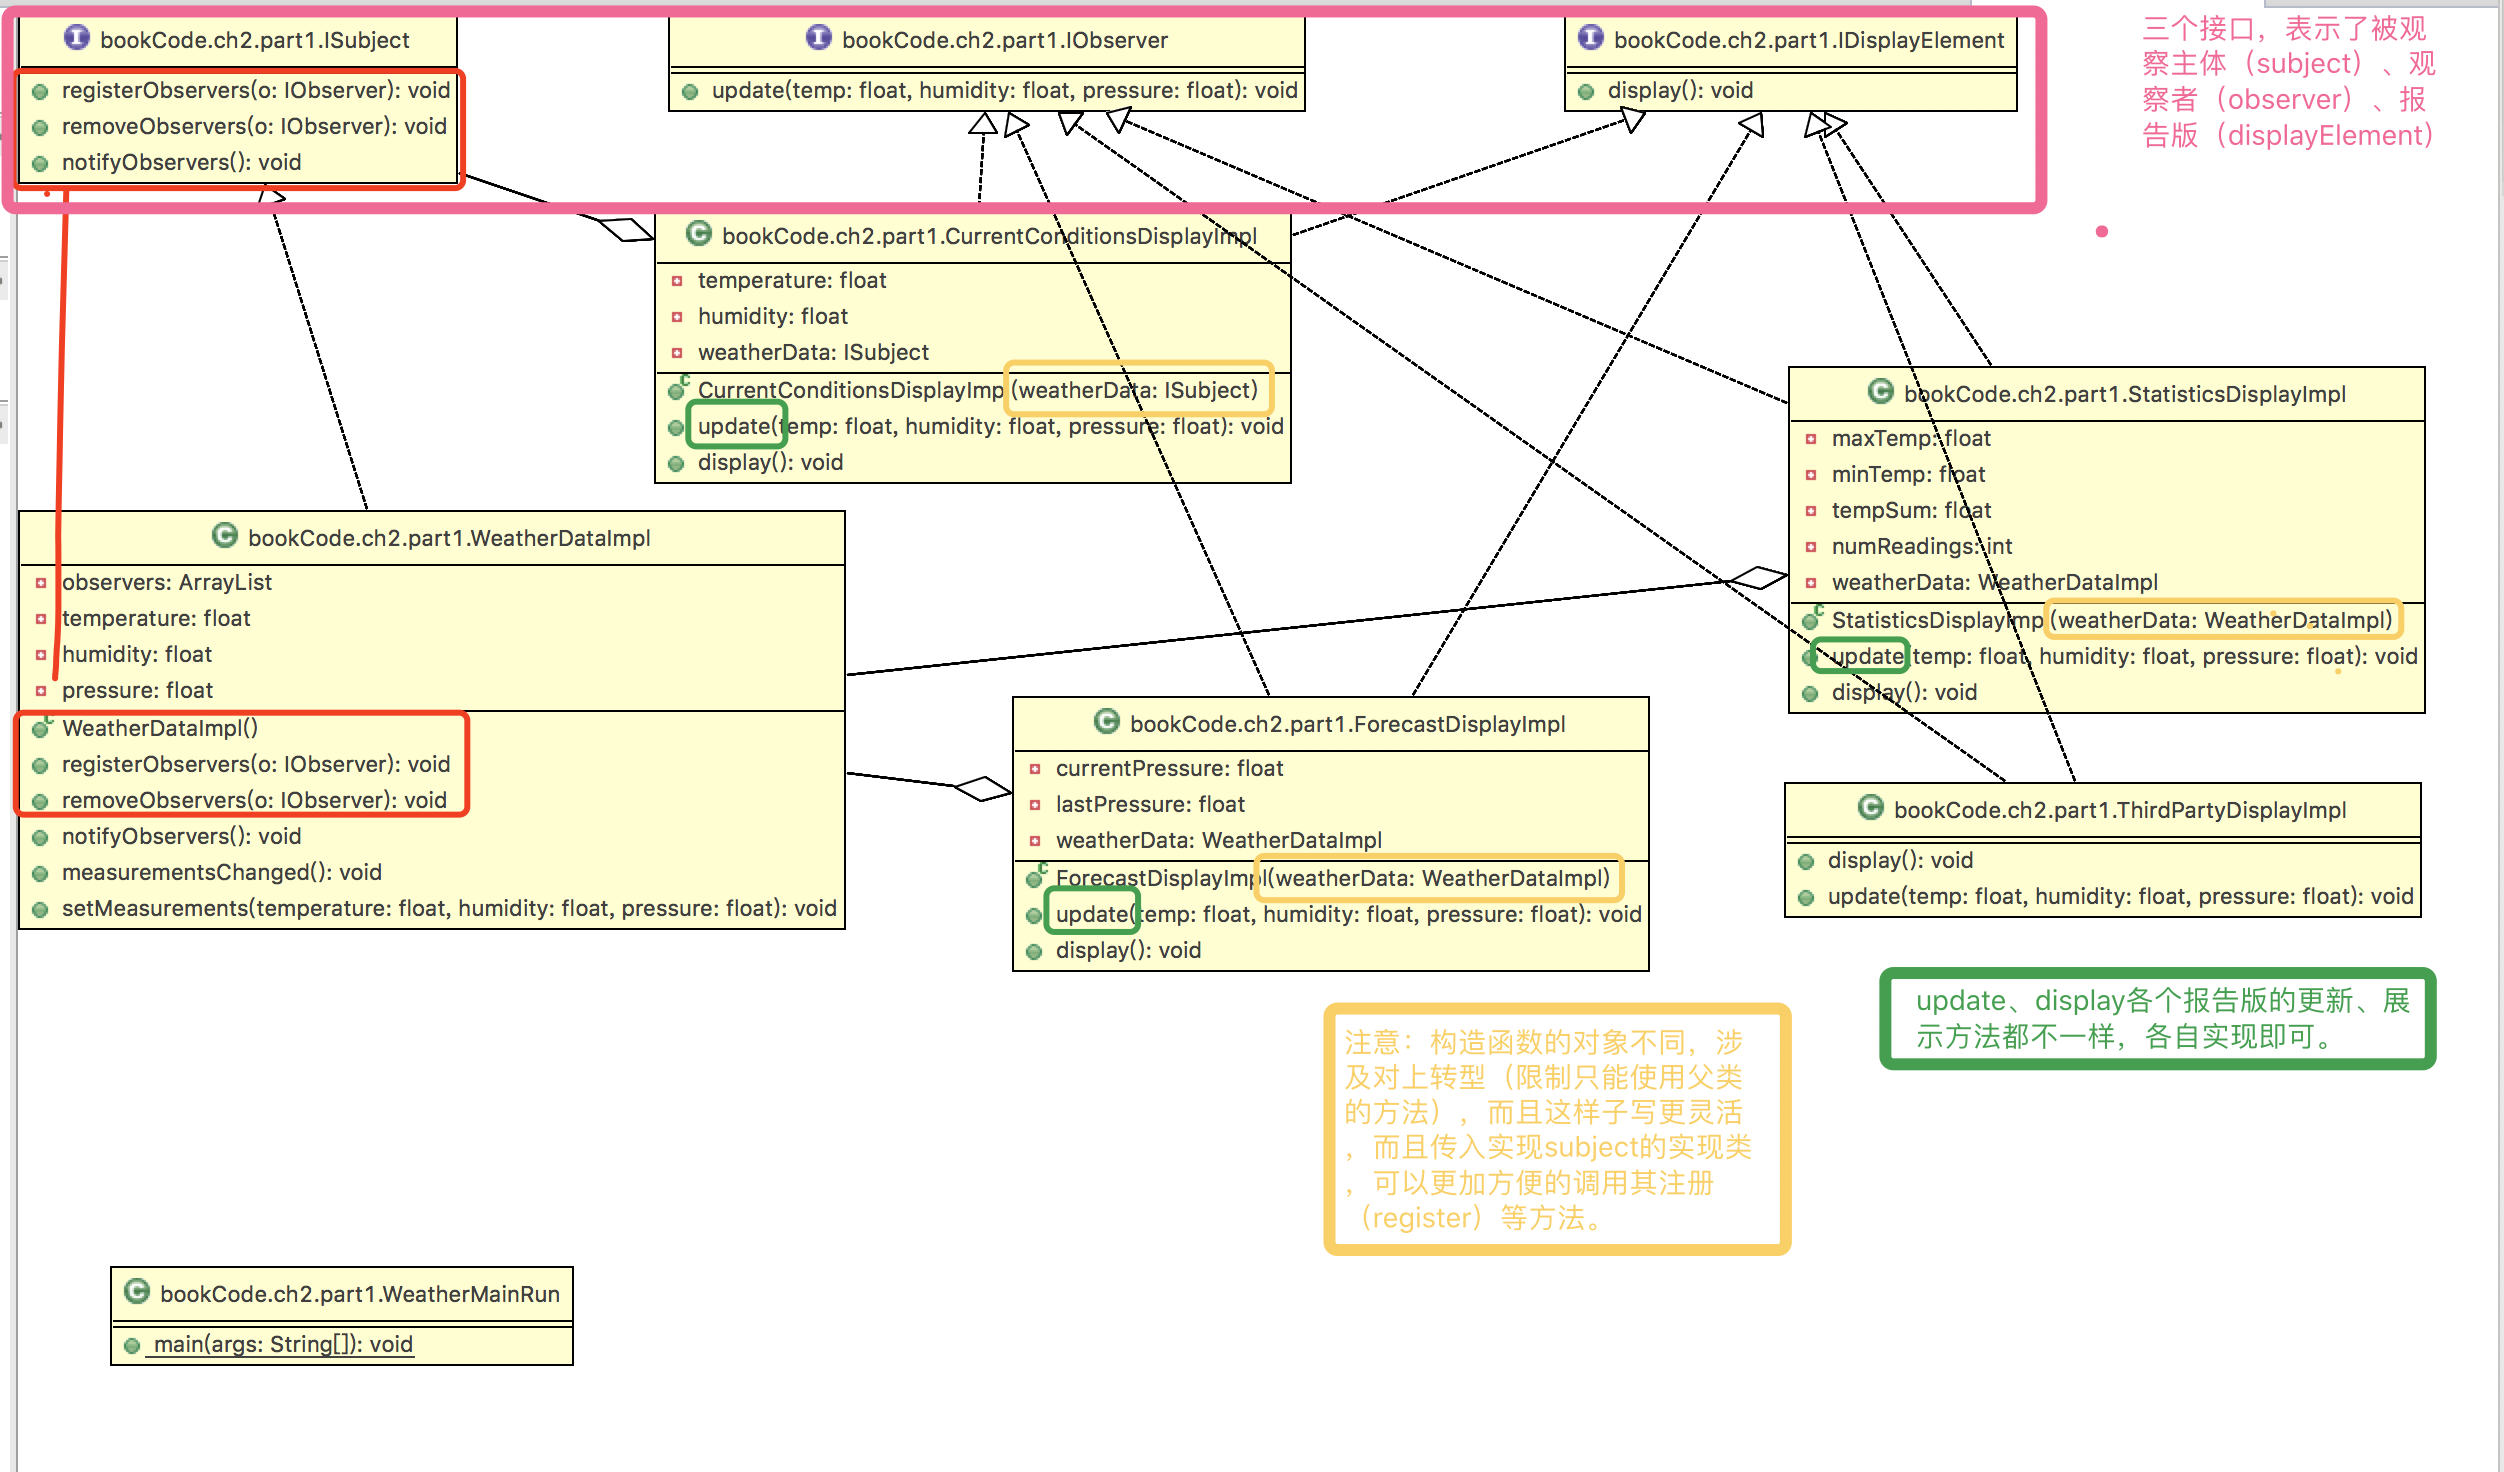 bookCode.ch2.part1.ISubject
registerObservers(o: IObserver): void
removeObservers(o: IObserver): void
notifyObservers(): void
bookCode.ch2.part1.IObserver
update(temp: float, humidity: float, pressure: float): void
bookCode.ch2.part1.IDisplayElement
display(): void
三个接口，表示了被观
察主体（subject）、观
察者（observer）、报
告版（displayElement）
bookCode.ch2.part1.CurrentConditionsDisplayImpl
temperature: float
humidity: float
weatherData: ISubject
CurrentConditionsDisplayImpl(weatherData: ISubject)
update(temp: float, humidity: float, pressure: float): void
display(): void
bookCode.ch2.part1.StatisticsDisplayImpl
maxTemp: float
minTemp: float
tempSum: float
numReadings: int
weatherData: WeatherDataImpl
StatisticsDisplayImpl(weatherData: WeatherDataImpl)
update(temp: float, humidity: float, pressure: float): void
display(): void
bookCode.ch2.part1.WeatherDataImpl
observers: ArrayList
temperature: float
humidity: float
pressure: float
WeatherDataImpl()
registerObservers(o: IObserver): void
removeObservers(o: IObserver): void
notifyObservers(): void
measurementsChanged(): void
setMeasurements(temperature: float, humidity: float, pressure: float): void
bookCode.ch2.part1.ForecastDisplayImpl
currentPressure: float
lastPressure: float
weatherData: WeatherDataImpl
ForecastDisplayImpl(weatherData: WeatherDataImpl)
update(temp: float, humidity: float, pressure: float): void
display(): void
bookCode.ch2.part1.ThirdPartyDisplayImpl
display(): void
update(temp: float, humidity: float, pressure: float): void
update、display各个报告版的更新、展
示方法都不一样，各自实现即可。
注意：构造函数的对象不同，涉
及对上转型（限制只能使用父类
的方法），而且这样子写更灵活
，而且传入实现subject的实现类
，可以更加方便的调用其注册
（register）等方法。
bookCode.ch2.part1.WeatherMainRun
main(args: String[]): void